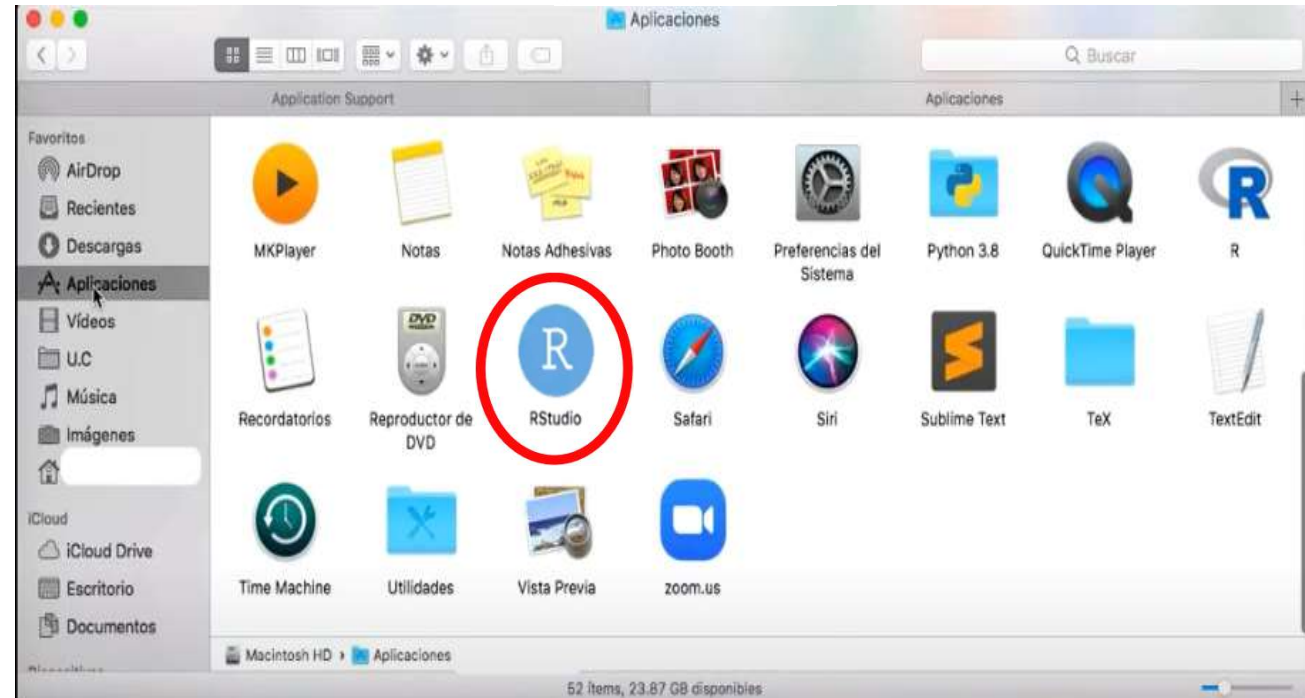 Aplicaciones
Buscar
Application Support
Aplicaciones
Favoritos
AirDrop
Recientes
Descargas
Aplicaciones
Vídeos
U.C
Música
Imágenes
iCloud
iCloud Drive
Escritorio
Documentos
MKPlayer
Notas
Notas Adhesivas
Photo Booth
Preferencias del
Sistema
Python 3.8
QuickTime Player
R
R
Recordatorios
DVD
Reproductor de
DVD
R
RStudio
Safari
Siri
Sublime Text
TeX
TextEdit
Time Machine
Utilidades
Vista Previa
zoom.us
Macintosh HD
Aplicaciones
52 ítems, 23.87 GB disponibles